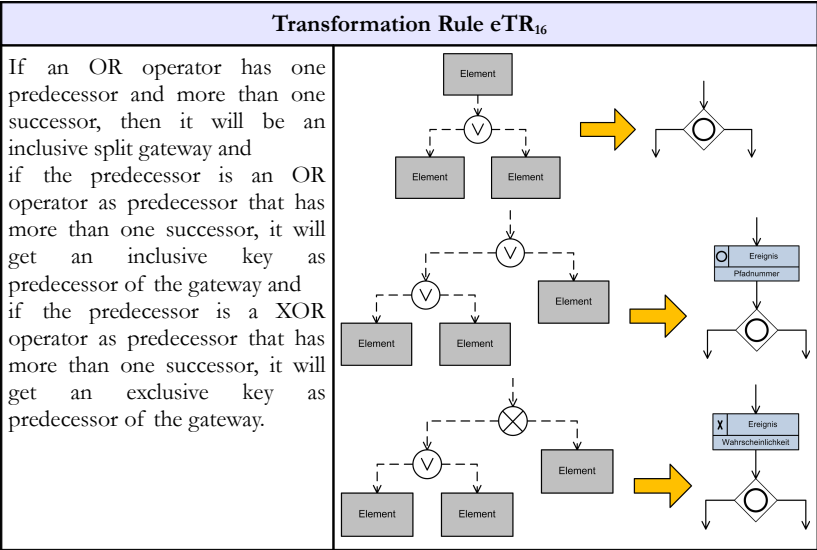 Transformation Rule eTR16
If an OR operator has one
predecessor and more than one
successor, then it will be an
inclusive split gateway and
if the predecessor is an OR
operator as predecessor that has
more than one successor, it will
get an inclusive key as
predecessor of the gateway and
if the predecessor is a XOR
operator as predecessor that has
more than one successor, it will
get an exclusive key as
predecessor of the gateway.
Element
V
Element Element
V
Ereignis
Pfadnummer
V
Element
Element Element
X Ereignis
Wahrscheinlichkeit
V
Element
Element Element